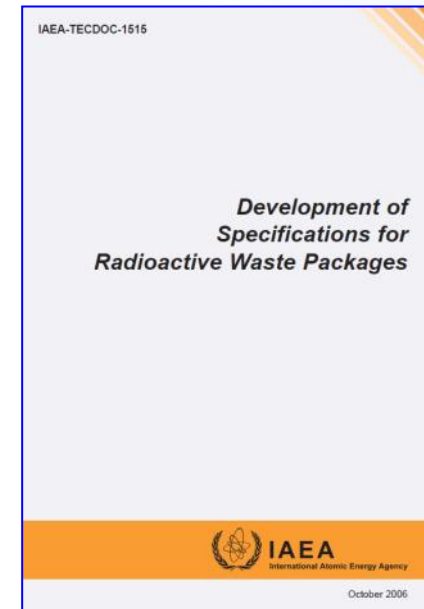 IAEA-TECDOC-1515
Development of
Specifications for
Radioactive Waste Packages
IAEA
International Atomic Energy Agency
October 2006